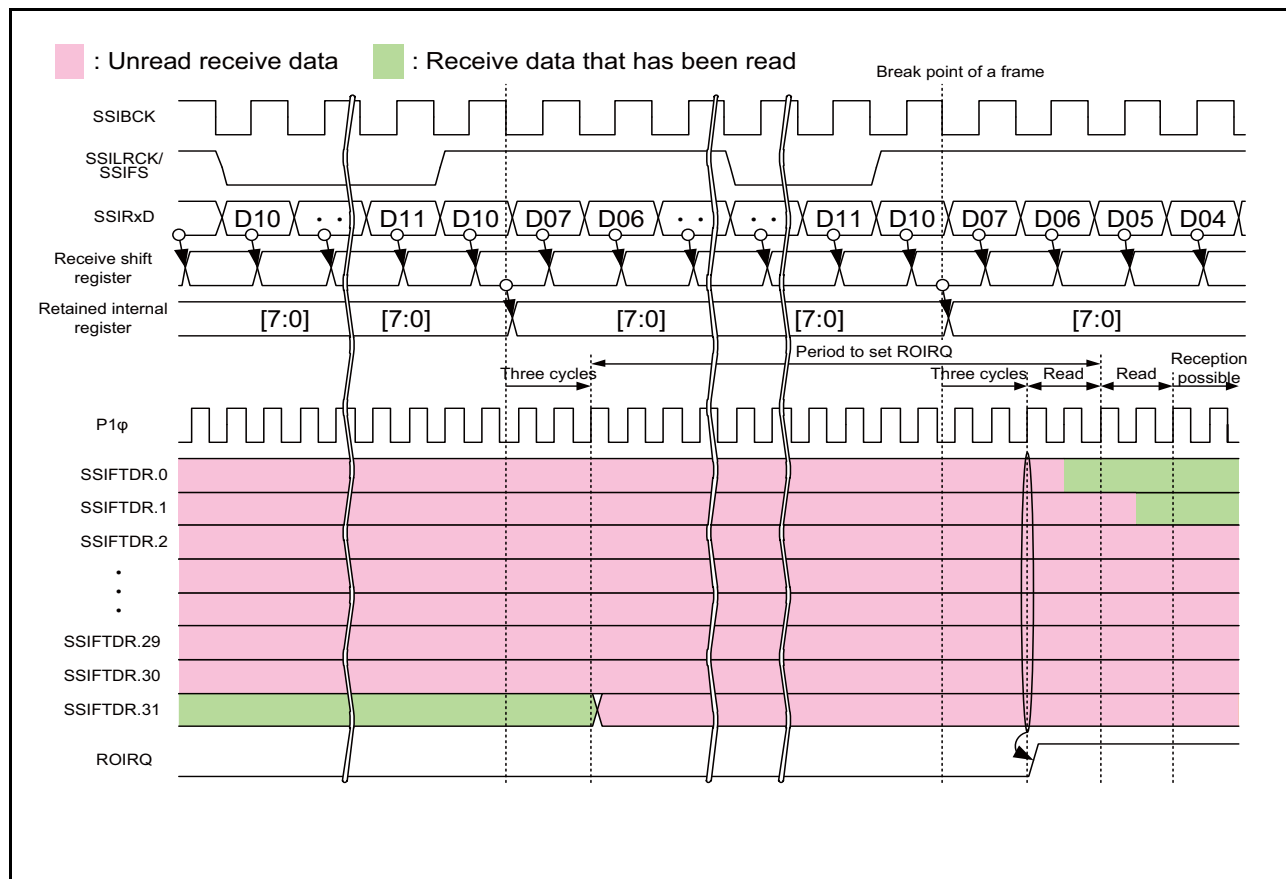 : Unread receive data
: Receive data that has been read
Break point of a frame
SSIBCK
SSILRCK/
SSIFS
SSIRxD
D10
· ·
D11
D10
D07
D06
· ·
· ·
D11
D10
D07
D06
D05
D04
Receive shift
register
Retained internal
register
[7:0]
[7:0]
[7:0]
[7:0]
[7:0]
Period to set ROIRQ
Three cycles
Three cycles
Read
Read
Reception
possible
P1φ
SSIFTDR.0
SSIFTDR.1
SSIFTDR.2
SSIFTDR.29
SSIFTDR.30
SSIFTDR.31
ROIRQ